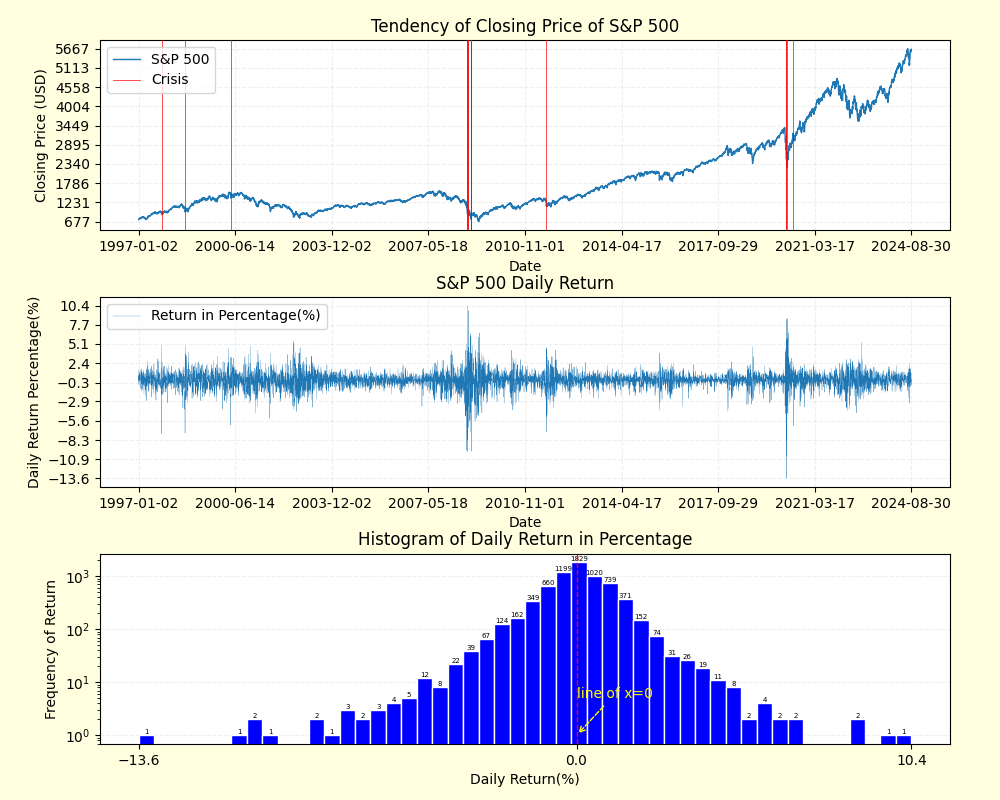 Tendency of Closing Price of S&P 500
Closing Price (USD)
5667
5113
4558
4004
3449
2895
2340
1786
1231
677
S&P 500
Crisis
1997-01-02 2000-06-14 2003-12-02 2007-05-18 2010-11-01 2014-04-17 2017-09-29 2021-03-17 2024-08-30
Date
S&P 500 Daily Return
Daily Return Percentage(%)
10.4
7.7
5.1
2.4
−0.3
−2.9
−5.6
−8.3
−10.9
−13.6
Return in Percentage(%)
1997-01-02 2000-06-14 2003-12-02 2007-05-18 2010-11-01 2014-04-17 2017-09-29 2021-03-17 2024-08-30
Date
Histogram of Daily Return in Percentage
Frequency of Return
10³
10²
10¹
10⁰
1 1 2 1 2 1 3 2 3 4 5 12 8 22 39 67 124 162 349 660 1199 1829 1020 739 371 152 74 31 26 19 11 8 2 4 2 2 2 1 1
line of x=0
−13.6 0.0 10.4
Daily Return(%)